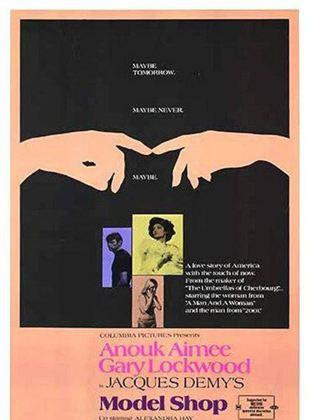 MAYBE
TOMORROW.
MAYBE NEVER.
MAYBE.
A love story of America
with the touch of now.
From the maker of
"The Umbrellas of Cherbourg"...
starring the woman from
"A Man And A Woman"
and the man from "2001."
COLUMBIA PICTURES Presents
Anouk Aimee
Gary Lockwood
in JACQUES DEMY'S
Model Shop
Co-starring ALEXANDRA HAY